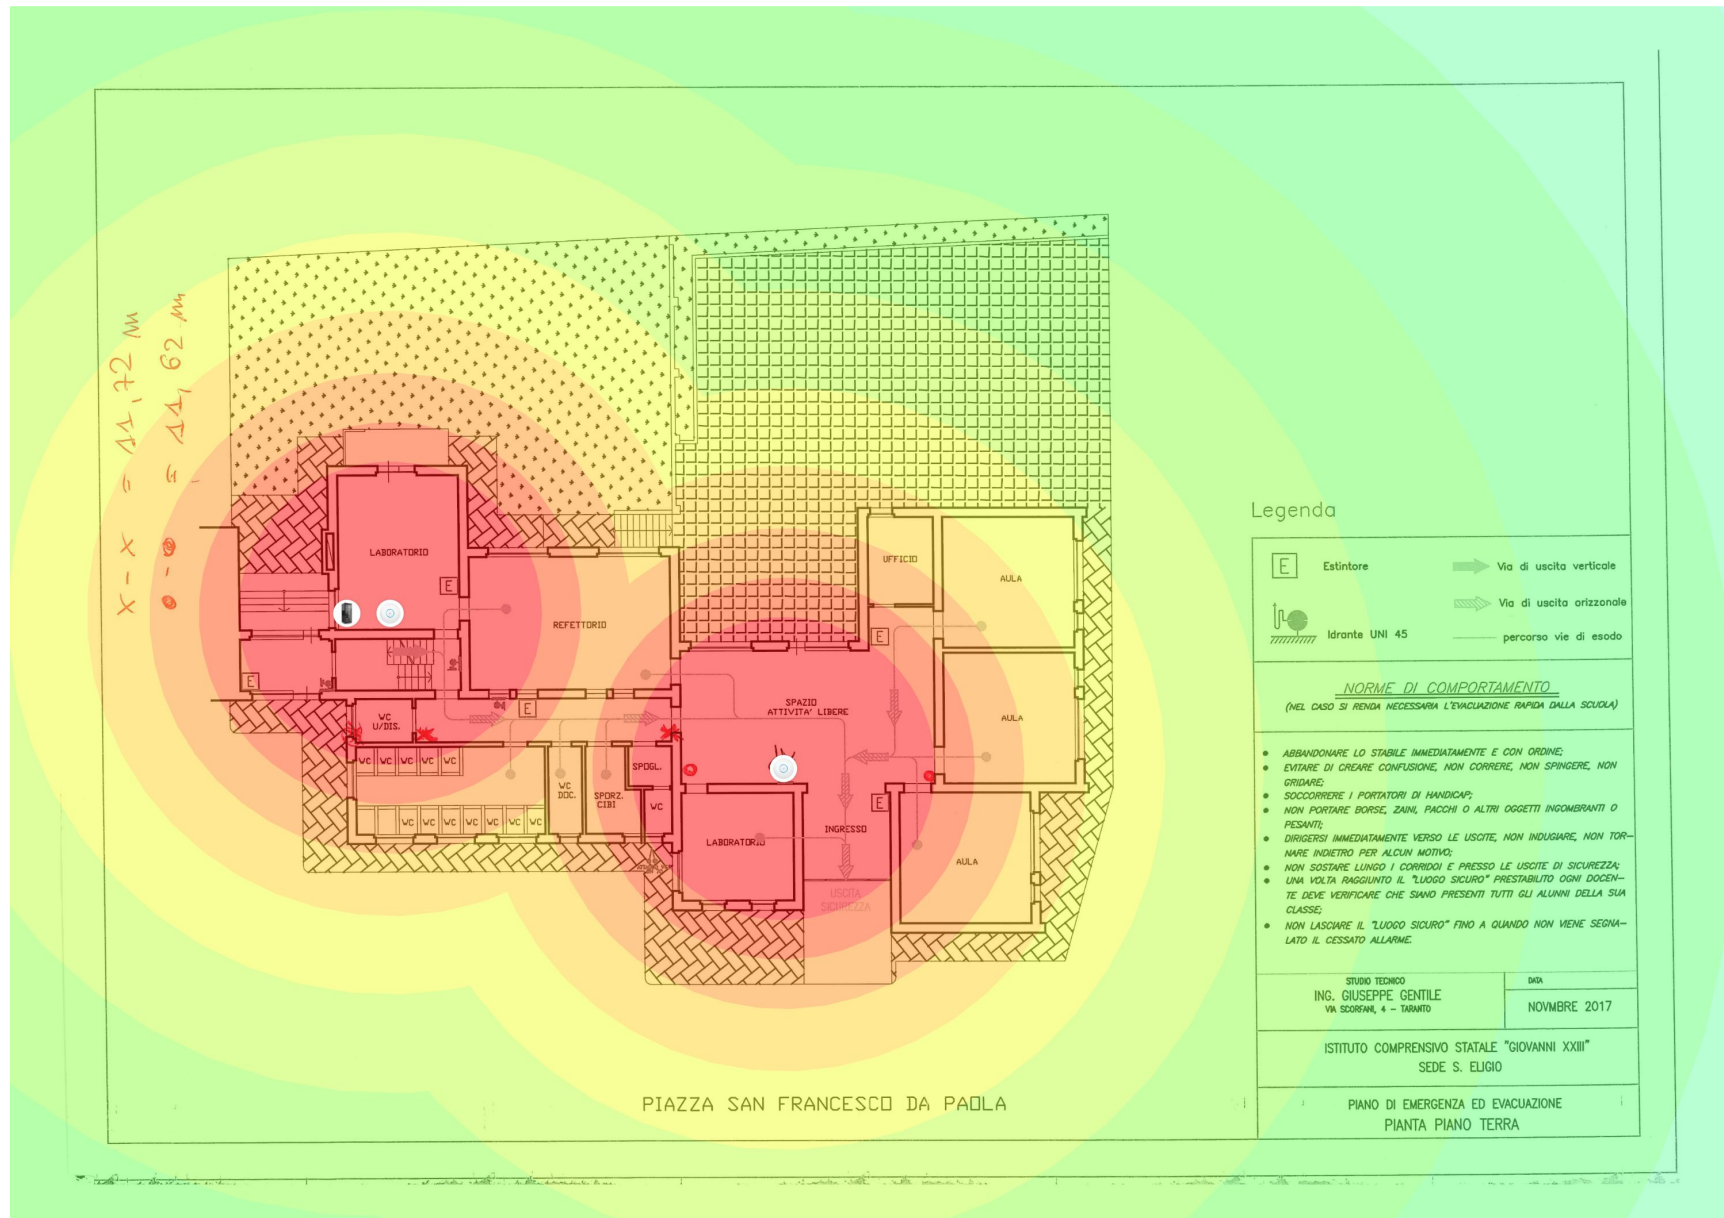 X-X = 11,72 m
O-O = 11,62 m
LABORATORIO
E
REFETTORIO
UFFICIO
AULA
E
E
E
WC
U/DIS.
SPAZIO
ATTIVITA' LIBERE
AULA
WC WC WC WC WC
WC
DOC.
SPORZ.
CIBI
SPOGL.
WC
WC WC WC WC WC WC WC
LABORATORIO
E
INGRESSO
AULA
USCITA
SICUREZZA
PIAZZA SAN FRANCESCO DA PAOLA
Legenda
E Estintore
Via di uscita verticale
Via di uscita orizzonale
Idrante UNI 45
percorso vie di esodo
NORME DI COMPORTAMENTO
(NEL CASO SI RENDA NECESSARIA L'EVACUAZIONE RAPIDA DALLA SCUOLA)
• ABBANDONARE LO STABILE IMMEDIATAMENTE E CON ORDINE;
• EVITARE DI CREARE CONFUSIONE, NON CORRERE, NON SPINGERE, NON
GRIDARE;
• SOCCORRERE I PORTATORI DI HANDICAP;
• NON PORTARE BORSE, ZAINI, PACCHI O ALTRI OGGETTI INGOMBRANTI O
PESANTI;
• DIRIGERSI IMMEDIATAMENTE VERSO LE USCITE, NON INDUGIARE, NON TOR-
NARE INDIETRO PER ALCUN MOTIVO;
• NON SOSTARE LUNGO I CORRIDOI E PRESSO LE USCITE DI SICUREZZA;
• UNA VOLTA RAGGIUNTO IL "LUOGO SICURO" PRESTABILITO OGNI DOCEN-
TE DEVE VERIFICARE CHE SIANO PRESENTI TUTTI GLI ALUNNI DELLA SUA
CLASSE;
• NON LASCIARE IL "LUOGO SICURO" FINO A QUANDO NON VIENE SEGNA-
LATO IL CESSATO ALLARME.
STUDIO TECNICO
ING. GIUSEPPE GENTILE
VIA SCORFANI, 4 - TARANTO
DATA
NOVMBRE 2017
ISTITUTO COMPRENSIVO STATALE "GIOVANNI XXIII"
SEDE S. ELIGIO
PIANO DI EMERGENZA ED EVACUAZIONE
PIANTA PIANO TERRA